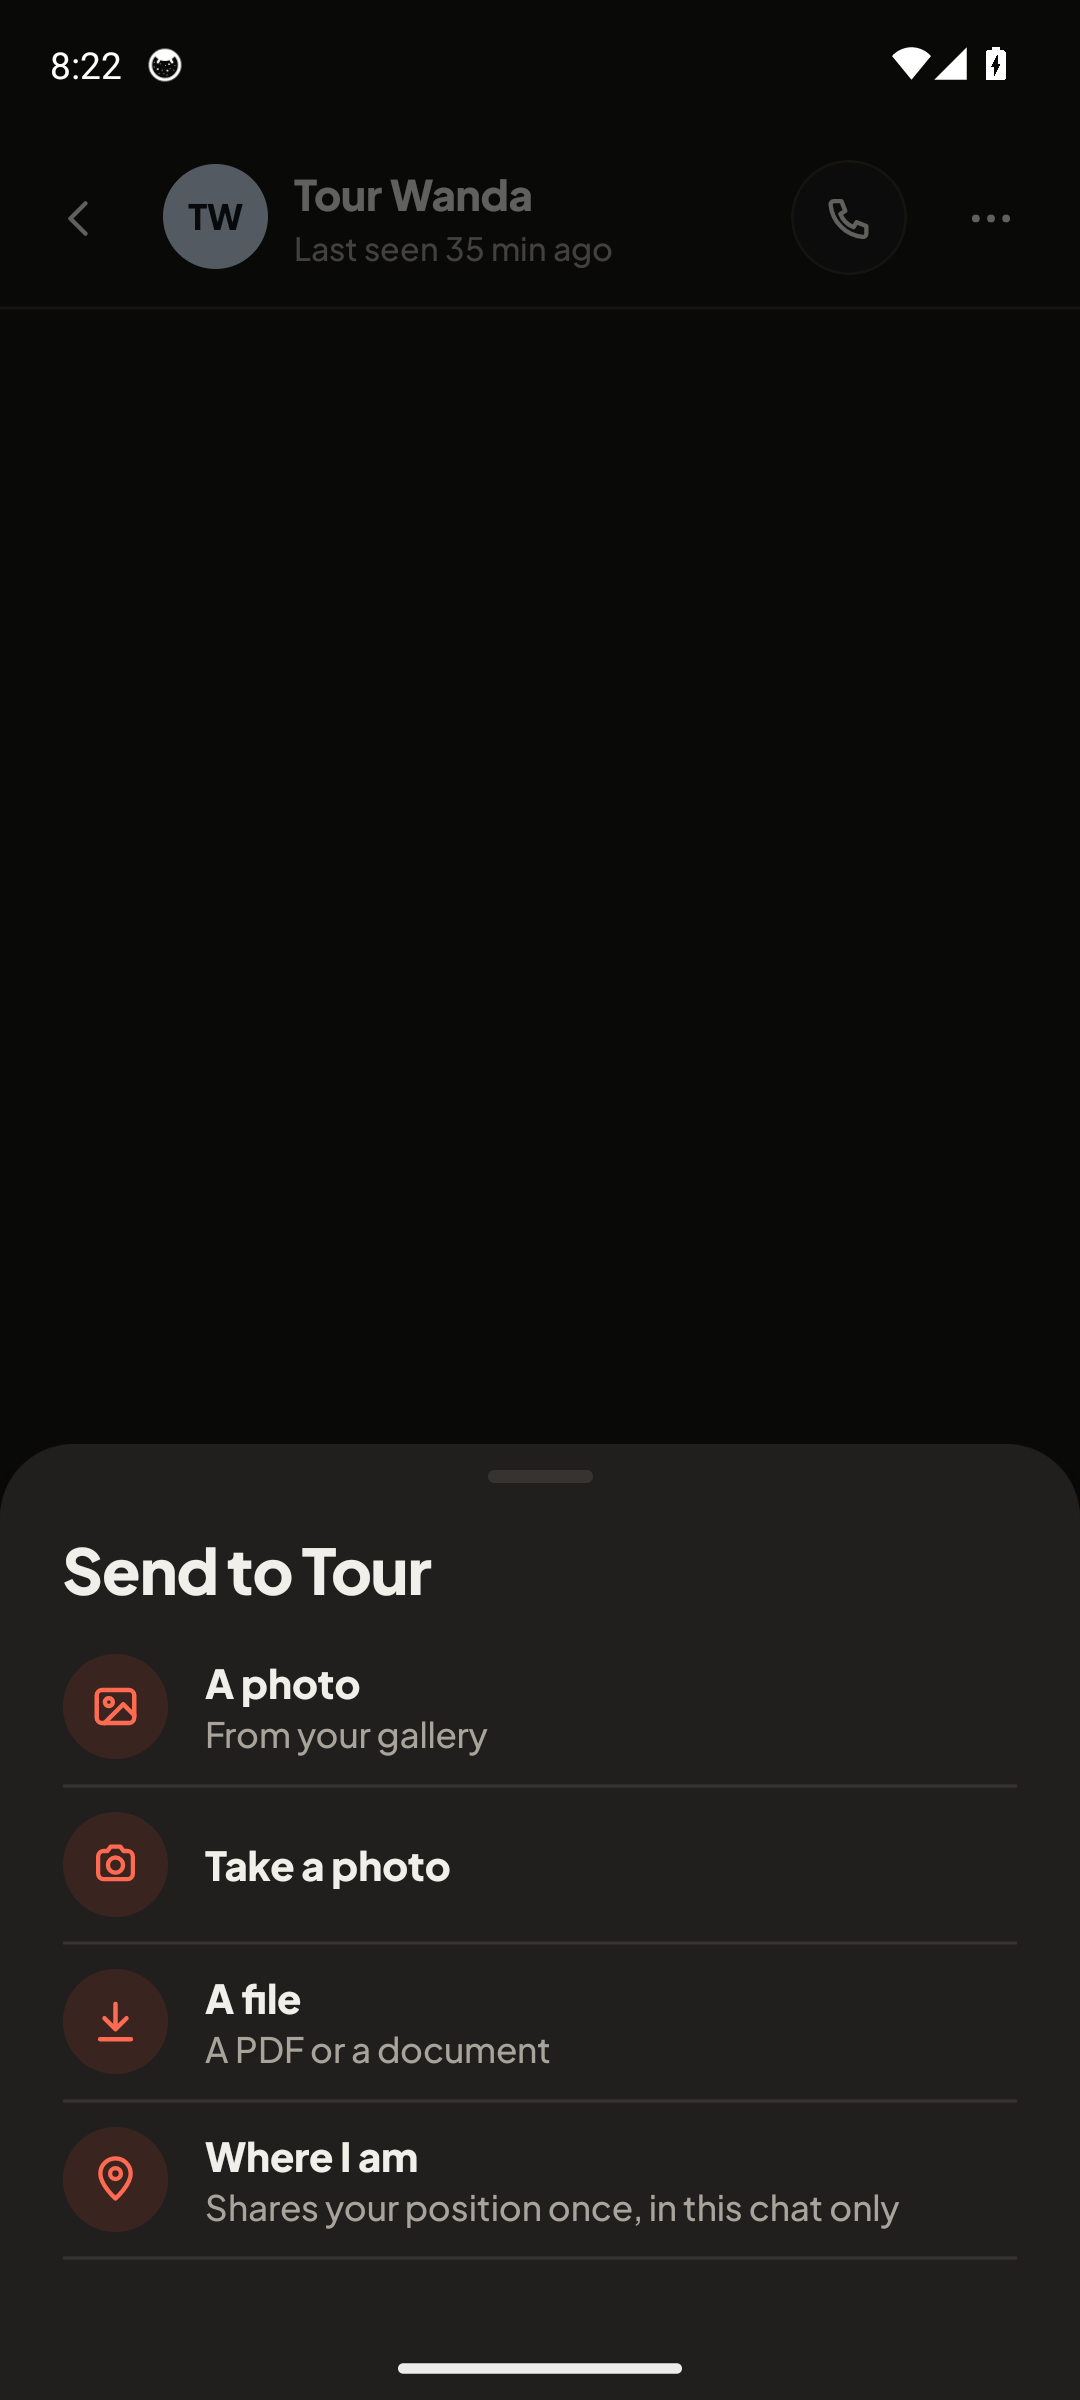 8:22
TW
Tour Wanda
Last seen 35 min ago
Send to Tour
A photo
From your gallery
Take a photo
A file
A PDF or a document
Where I am
Shares your position once, in this chat only